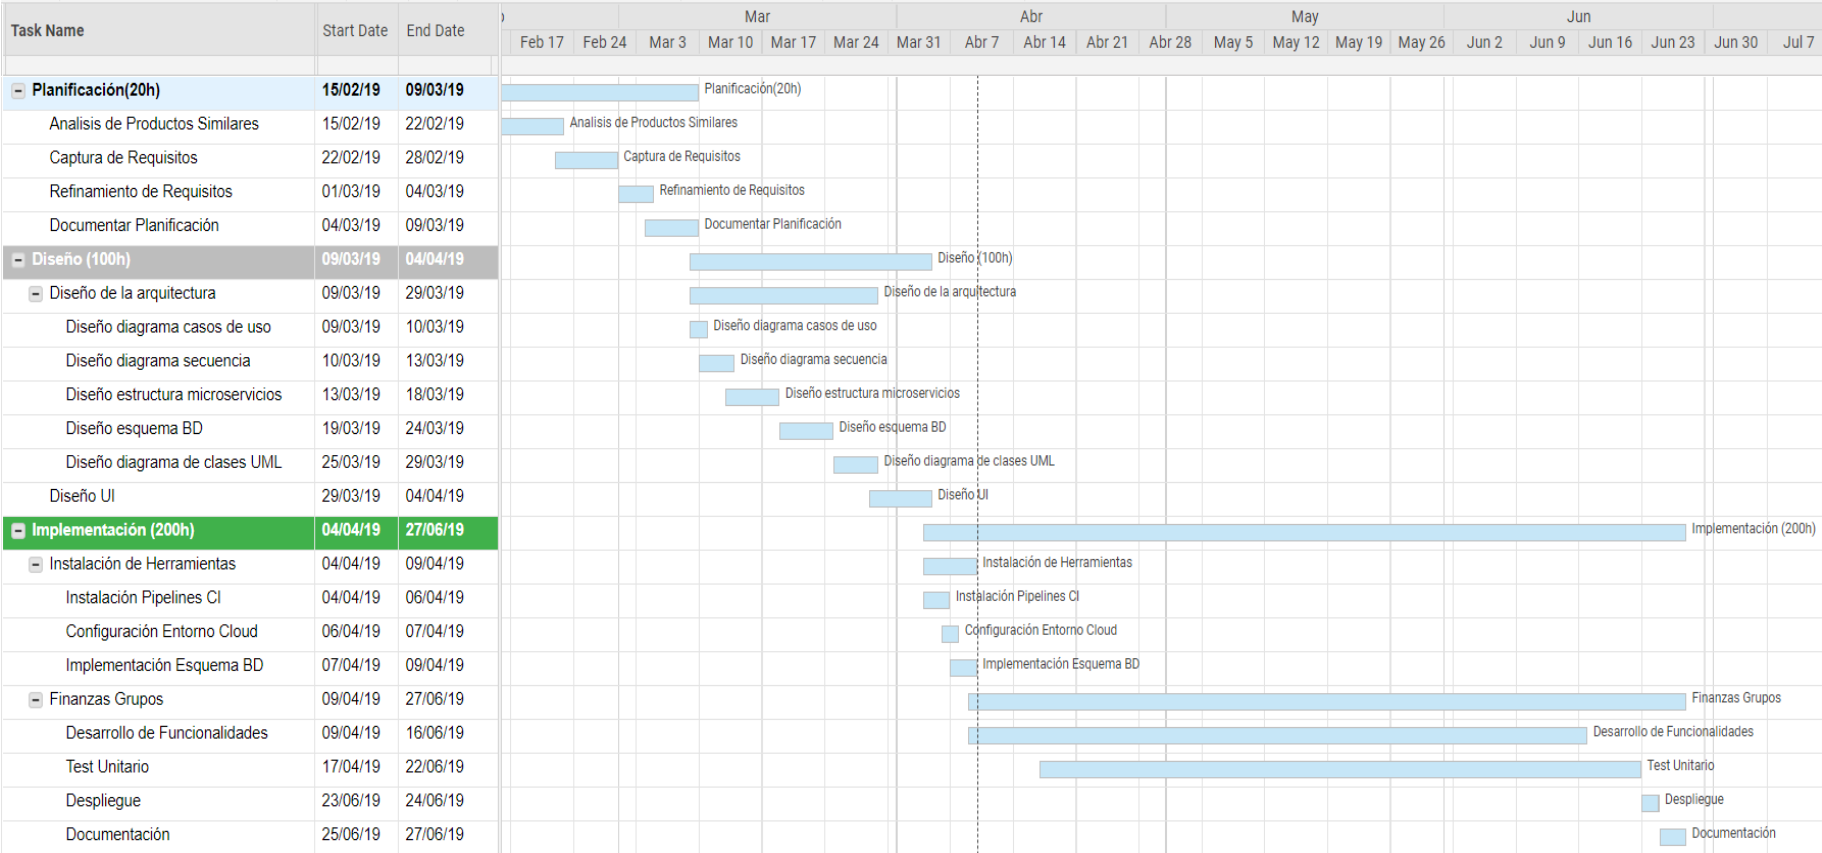 Task Name Start Date End Date
Mar Abr May Jun
Feb 17 Feb 24 Mar 3 Mar 10 Mar 17 Mar 24 Mar 31 Abr 7 Abr 14 Abr 21 Abr 28 May 5 May 12 May 19 May 26 Jun 2 Jun 9 Jun 16 Jun 23 Jun 30 Jul 7
Planificación(20h) 15/02/19 09/03/19 Planificación(20h)
Analisis de Productos Similares 15/02/19 22/02/19 Analisis de Productos Similares
Captura de Requisitos 22/02/19 28/02/19 Captura de Requisitos
Refinamiento de Requisitos 01/03/19 04/03/19 Refinamiento de Requisitos
Documentar Planificación 04/03/19 09/03/19 Documentar Planificación
Diseño (100h) 09/03/19 04/04/19 Diseño (100h)
Diseño de la arquitectura 09/03/19 29/03/19 Diseño de la arquitectura
Diseño diagrama casos de uso 09/03/19 10/03/19 Diseño diagrama casos de uso
Diseño diagrama secuencia 10/03/19 13/03/19 Diseño diagrama secuencia
Diseño estructura microservicios 13/03/19 18/03/19 Diseño estructura microservicios
Diseño esquema BD 19/03/19 24/03/19 Diseño esquema BD
Diseño diagrama de clases UML 25/03/19 29/03/19 Diseño diagrama de clases UML
Diseño UI 29/03/19 04/04/19 Diseño UI
Implementación (200h) 04/04/19 27/06/19 Implementación (200h)
Instalación de Herramientas 04/04/19 09/04/19 Instalación de Herramientas
Instalación Pipelines CI 04/04/19 06/04/19 Instalación Pipelines CI
Configuración Entorno Cloud 06/04/19 07/04/19 Configuración Entorno Cloud
Implementación Esquema BD 07/04/19 09/04/19 Implementación Esquema BD
Finanzas Grupos 09/04/19 27/06/19 Finanzas Grupos
Desarrollo de Funcionalidades 09/04/19 16/06/19 Desarrollo de Funcionalidades
Test Unitario 17/04/19 22/06/19 Test Unitario
Despliegue 23/06/19 24/06/19 Despliegue
Documentación 25/06/19 27/06/19 Documentación